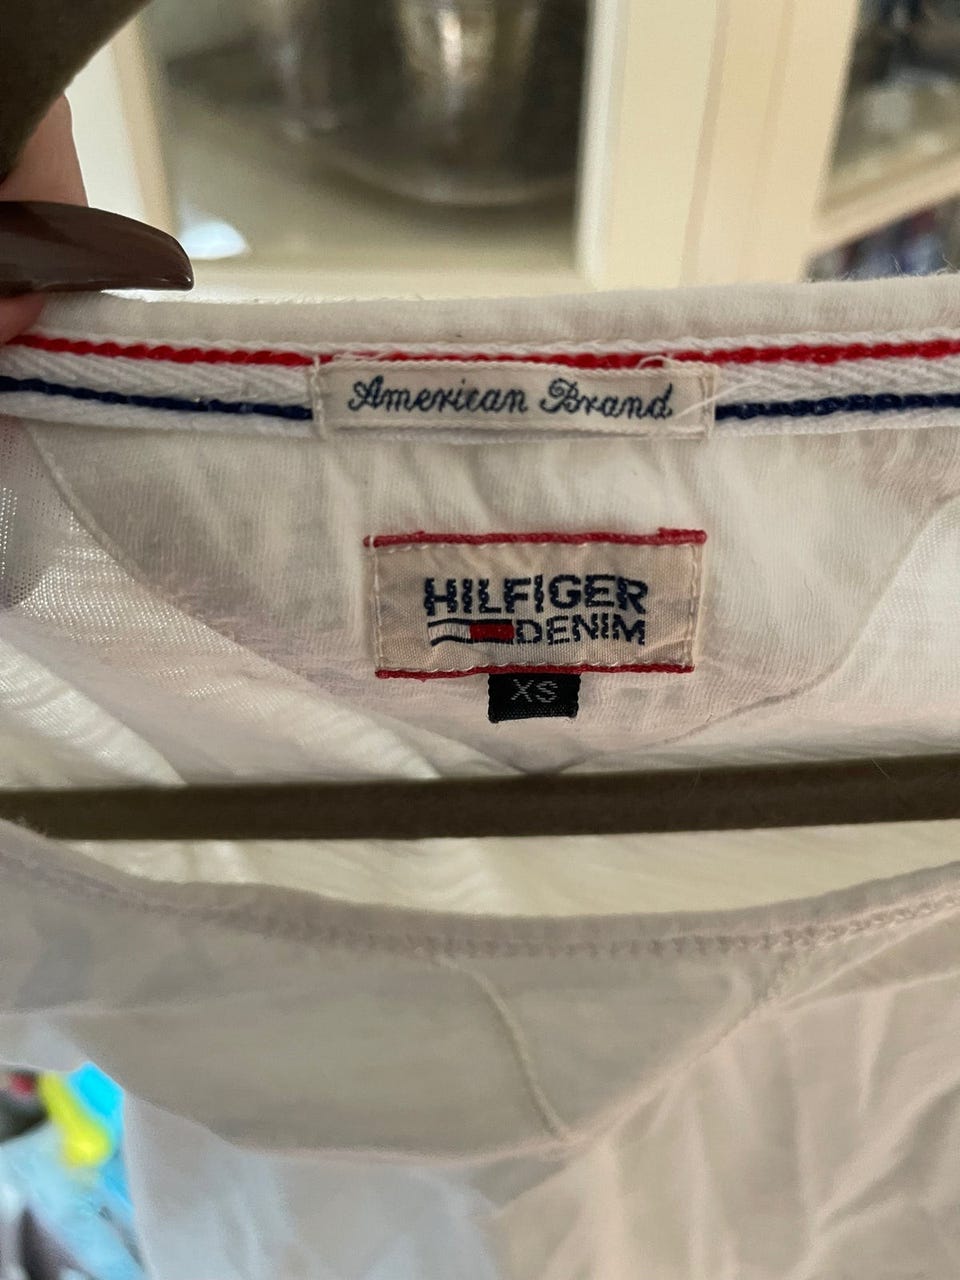 American Brand
HILFIGER
DENIM
XS